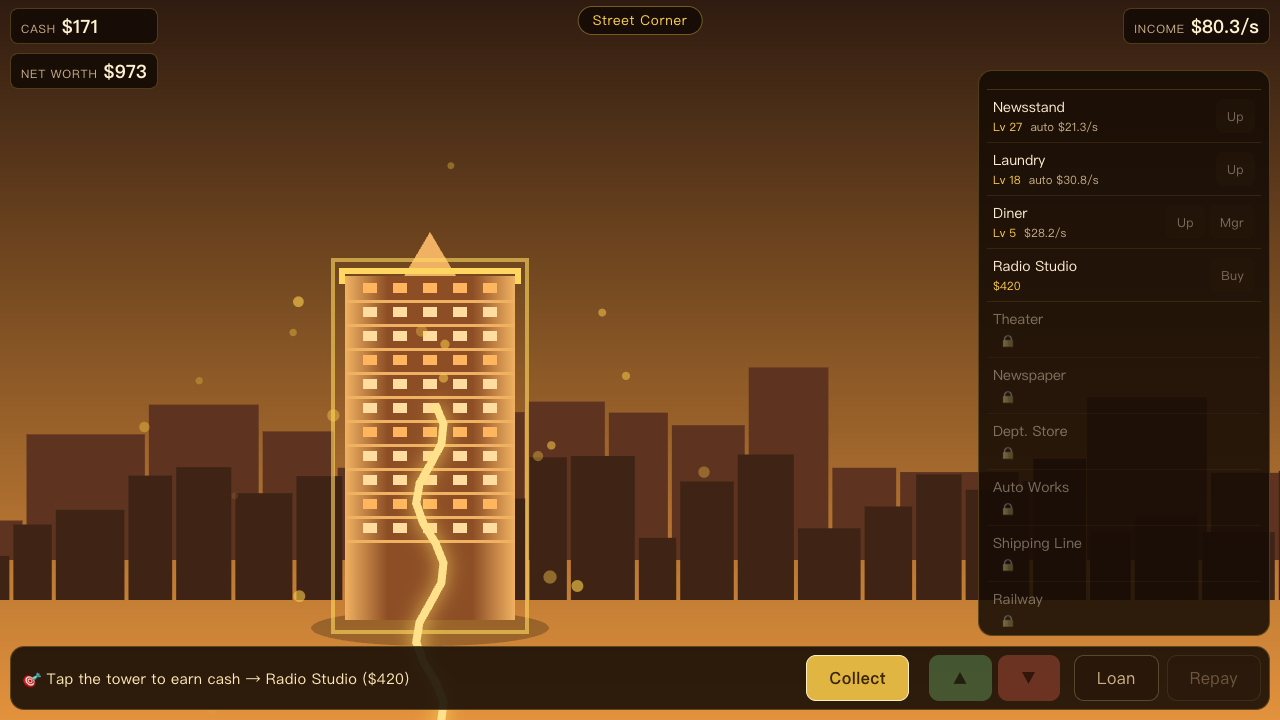 CASH $171
NET WORTH $973
Street Corner
INCOME $80.3/s
Newsstand
Lv 27 auto $21.3/s
Up
Laundry
Lv 18 auto $30.8/s
Up
Diner
Lv 5 $28.2/s
Up Mgr
Radio Studio
$420
Buy
Theater
Newspaper
Dept. Store
Auto Works
Shipping Line
Railway
🎯 Tap the tower to earn cash → Radio Studio ($420)
Collect ▲ ▼ Loan Repay